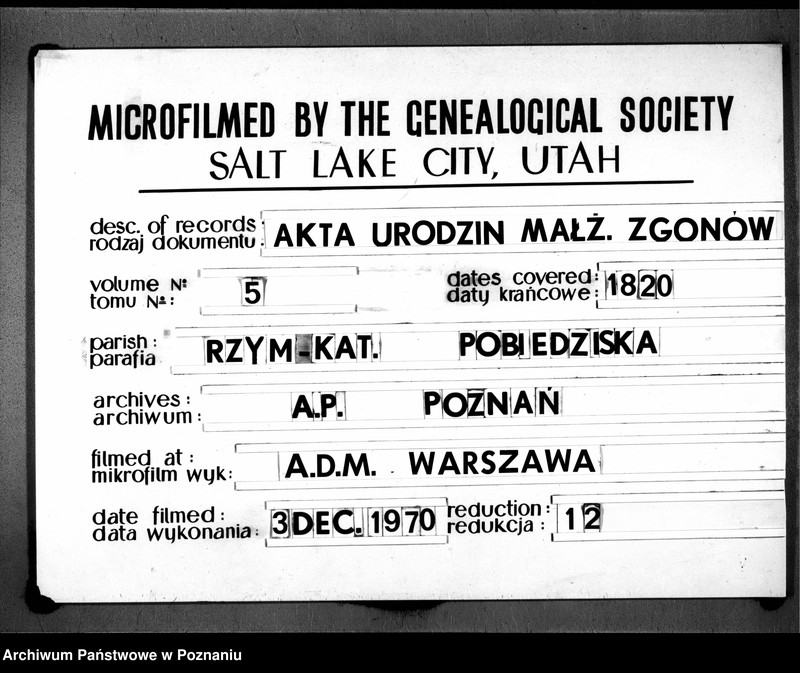 MICROFILMED BY THE GENEALOGICAL SOCIETY
SALT LAKE CITY, UTAH
desc. of records: AKTA URODZIN MAŁŻ. ZGONÓW
rodzaj dokumentu:
volume Nº 5 dates covered: 1820
tomu Nº: daty krańcowe:
parish: RZYM-KAT. POBIEDZISKA
parafia
archives: A.P. POZNAŃ
archiwum:
filmed at: A.D.M. WARSZAWA
mikrofilm wyk:
date filmed: 3 DEC. 1970 reduction: 12
data wykonania: redukcja:
Archiwum Państwowe w Poznaniu